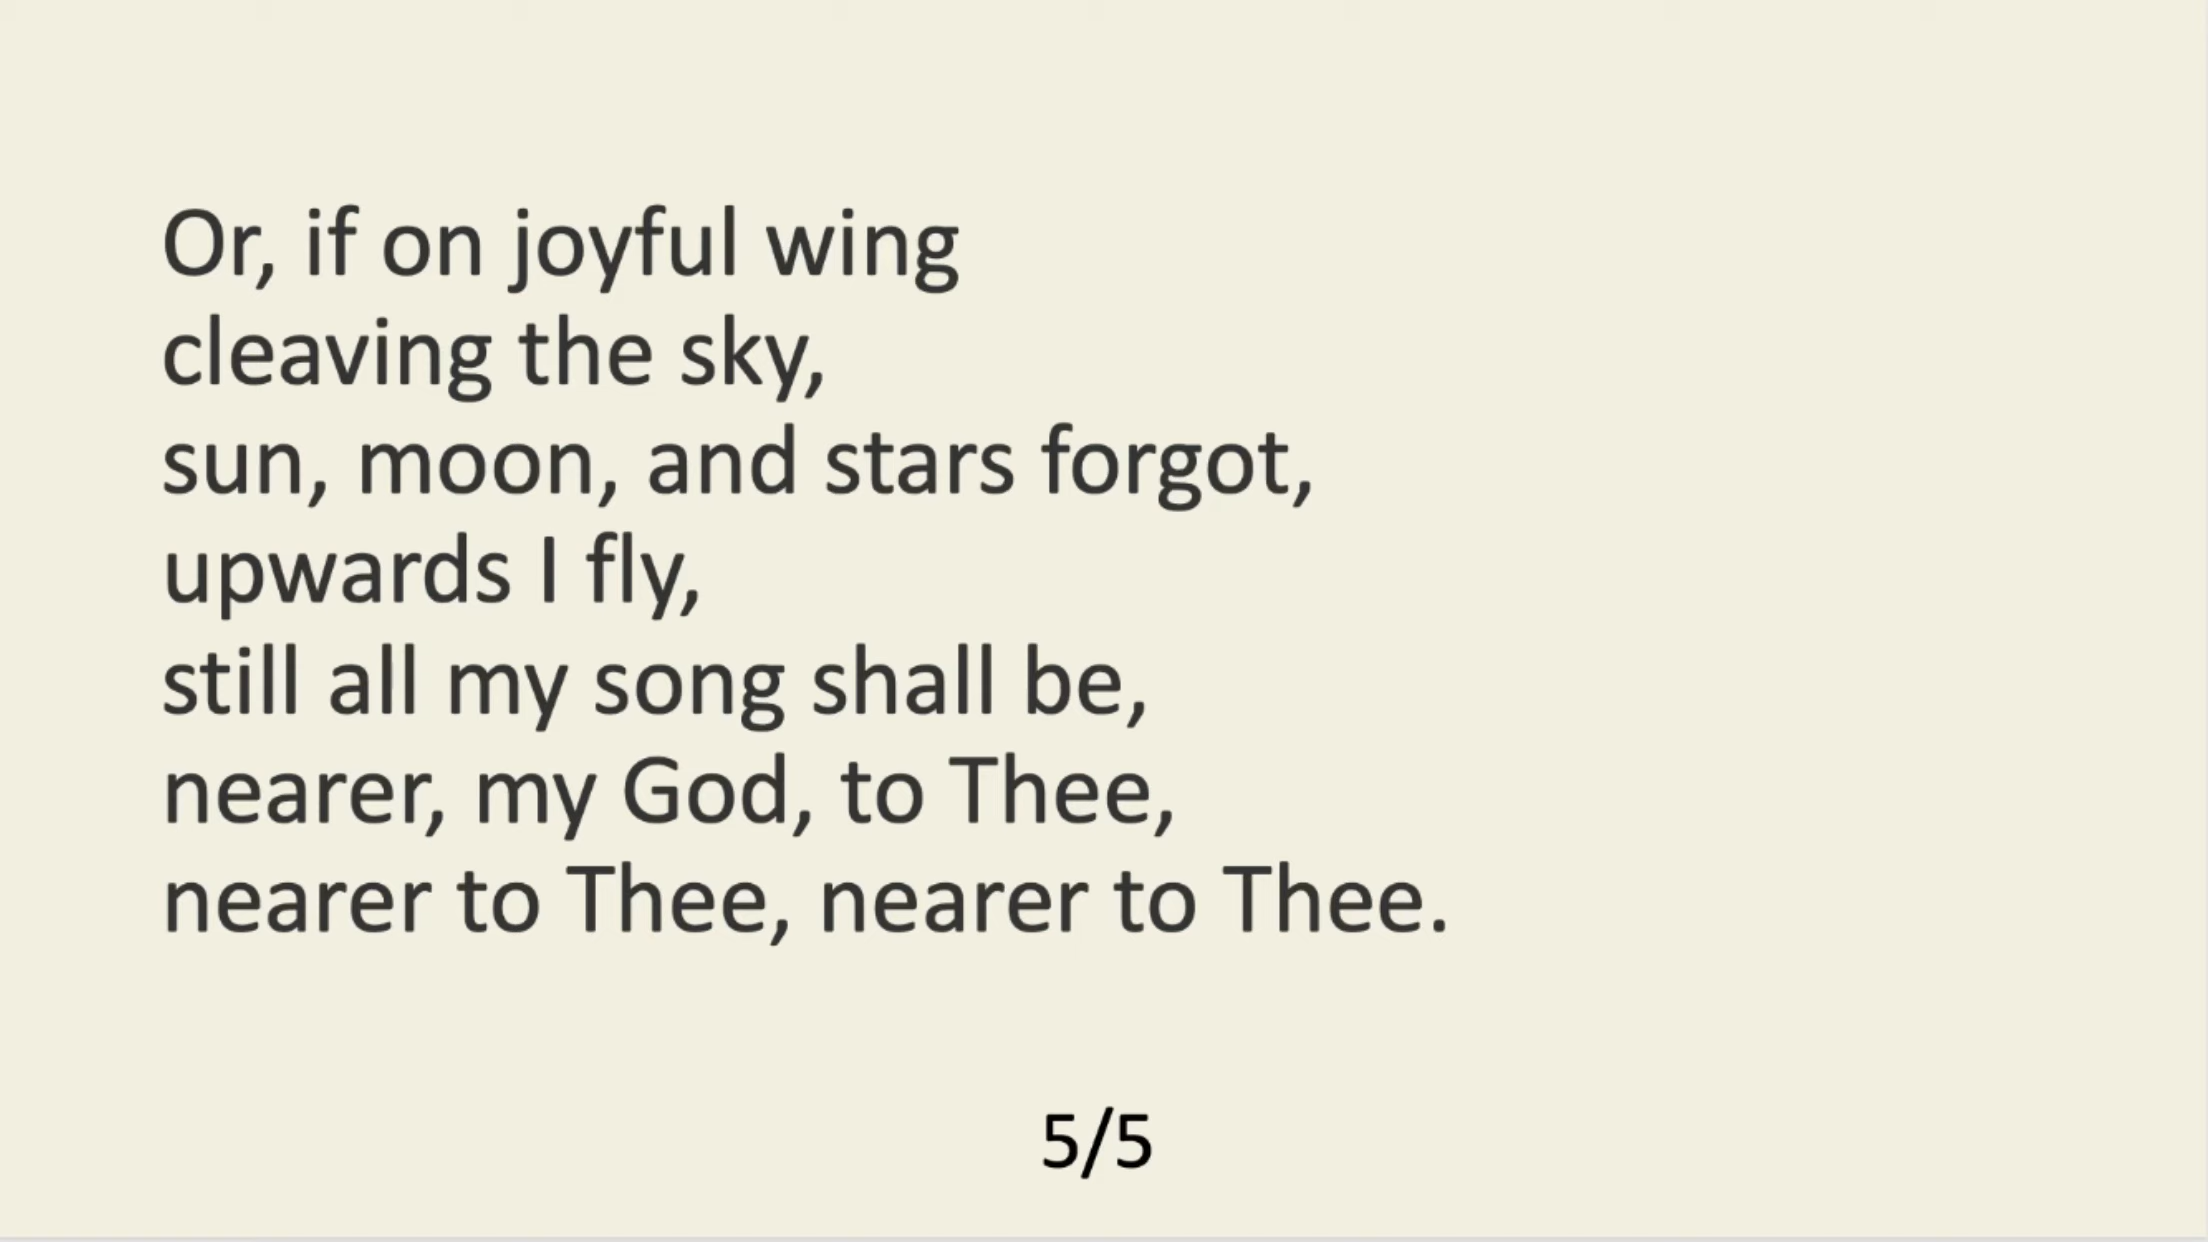 Or, if on joyful wing
cleaving the sky,
sun, moon, and stars forgot,
upwards I fly,
still all my song shall be,
nearer, my God, to Thee,
nearer to Thee, nearer to Thee.
5/5